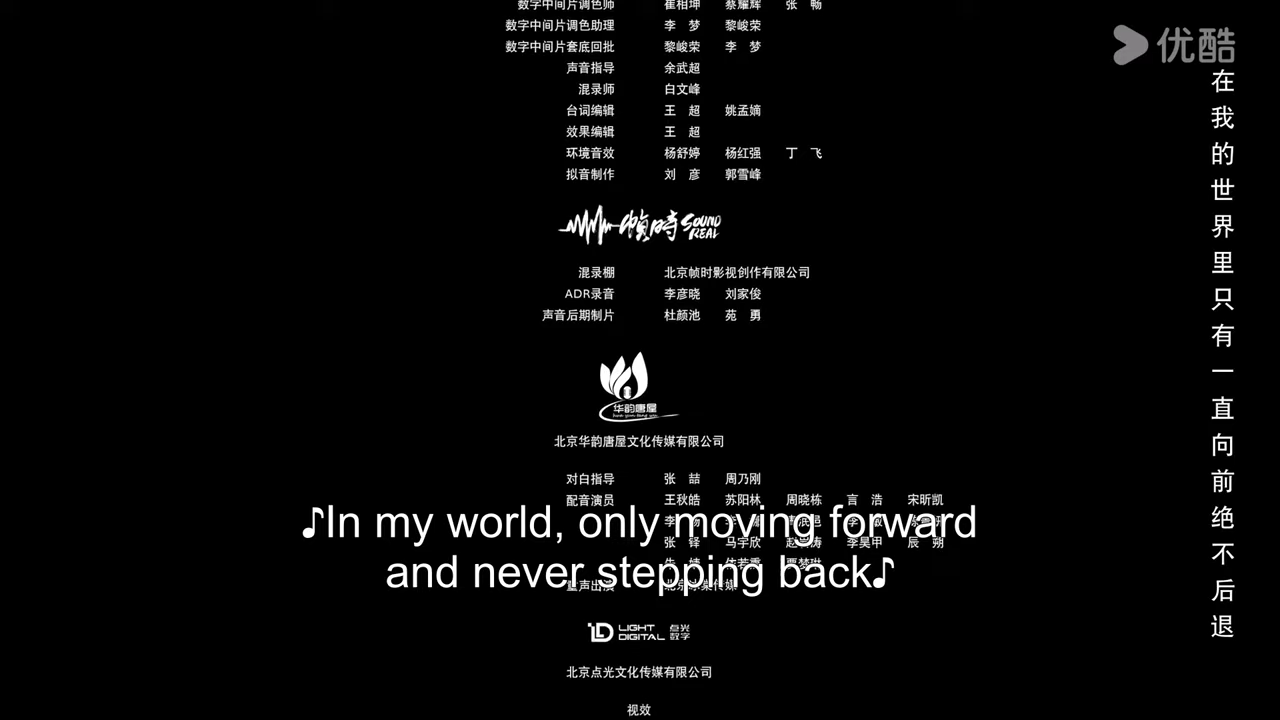 数字中间片调色师 崔相坤 蔡耀辉 张 畅
数字中间片调色助理 李 梦 黎峻荣
数字中间片套底回批 黎峻荣 李 梦
声音指导 余武超
混录师 白文峰
台词编辑 王 超 姚孟嫡
效果编辑 王 超
环境音效 杨舒婷 杨红强 丁 飞
拟音制作 刘 彦 郭雪峰
帧時 SOUND REAL
混录棚 北京帧时影视创作有限公司
ADR录音 李彦晓 刘家俊
声音后期制片 杜颜池 苑 勇
华韵唐屋
北京华韵唐屋文化传媒有限公司
对白指导 张 喆 周乃刚
配音演员 王秋皓 苏阳林 周晓栋 言 浩 宋昕凯
张 铎 马宇欣 李昊甲 辰 朔
♪In my world, only moving forward
and never stepping back♪
LIGHT DIGITAL 点光数字
北京点光文化传媒有限公司
视效
优酷
在我的世界里只有一直向前绝不后退